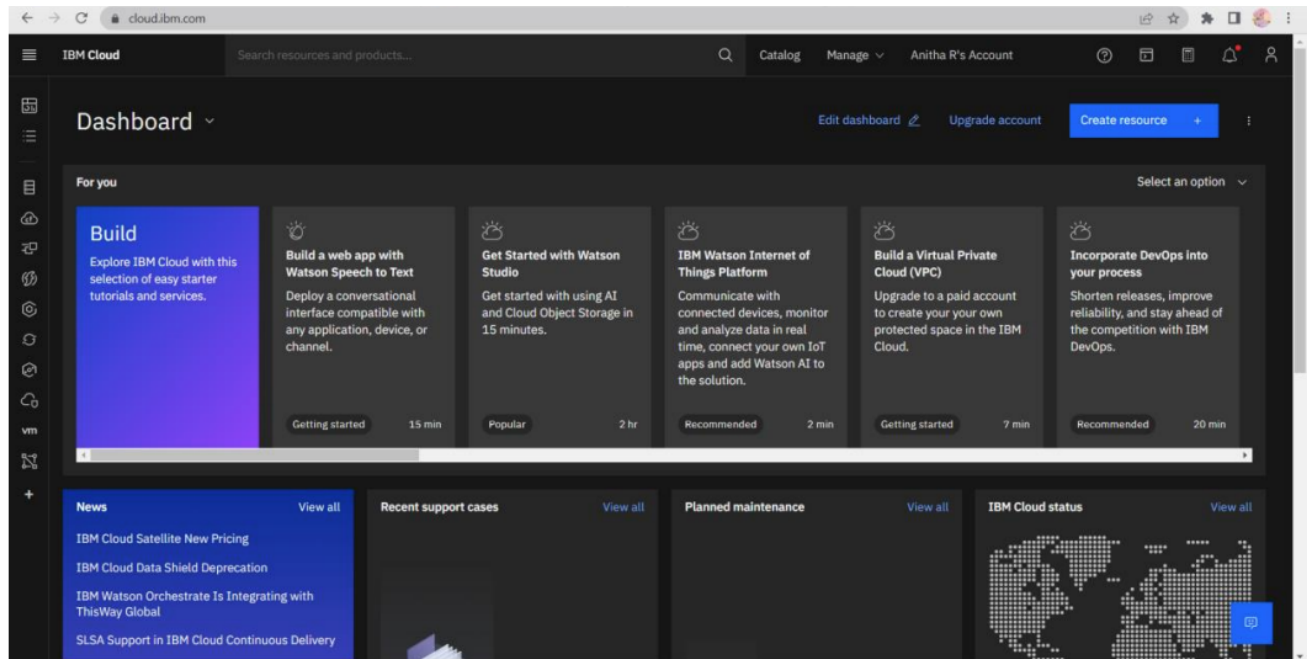 cloud.ibm.com
IBM Cloud
Search resources and products...
Catalog
Manage
Anitha R's Account
Dashboard
Edit dashboard
Upgrade account
Create resource +
For you
Select an option
Build
Explore IBM Cloud with this
selection of easy starter
tutorials and services.
Build a web app with
Watson Speech to Text
Deploy a conversational
interface compatible with
any application, device, or
channel.
Getting started
15 min
Get Started with Watson
Studio
Get started with using AI
and Cloud Object Storage in
15 minutes.
Popular
2 hr
IBM Watson Internet of
Things Platform
Communicate with
connected devices, monitor
and analyze data in real
time, connect your own IoT
apps and add Watson AI to
the solution.
Recommended
2 min
Build a Virtual Private
Cloud (VPC)
Upgrade to a paid account
to create your your own
protected space in the IBM
Cloud.
Getting started
7 min
Incorporate DevOps into
your process
Shorten releases, improve
reliability, and stay ahead of
the competition with IBM
DevOps.
Recommended
20 min
vm
News
View all
IBM Cloud Satellite New Pricing
IBM Cloud Data Shield Deprecation
IBM Watson Orchestrate Is Integrating with
ThisWay Global
SLSA Support in IBM Cloud Continuous Delivery
Recent support cases
View all
Planned maintenance
View all
IBM Cloud status
View all